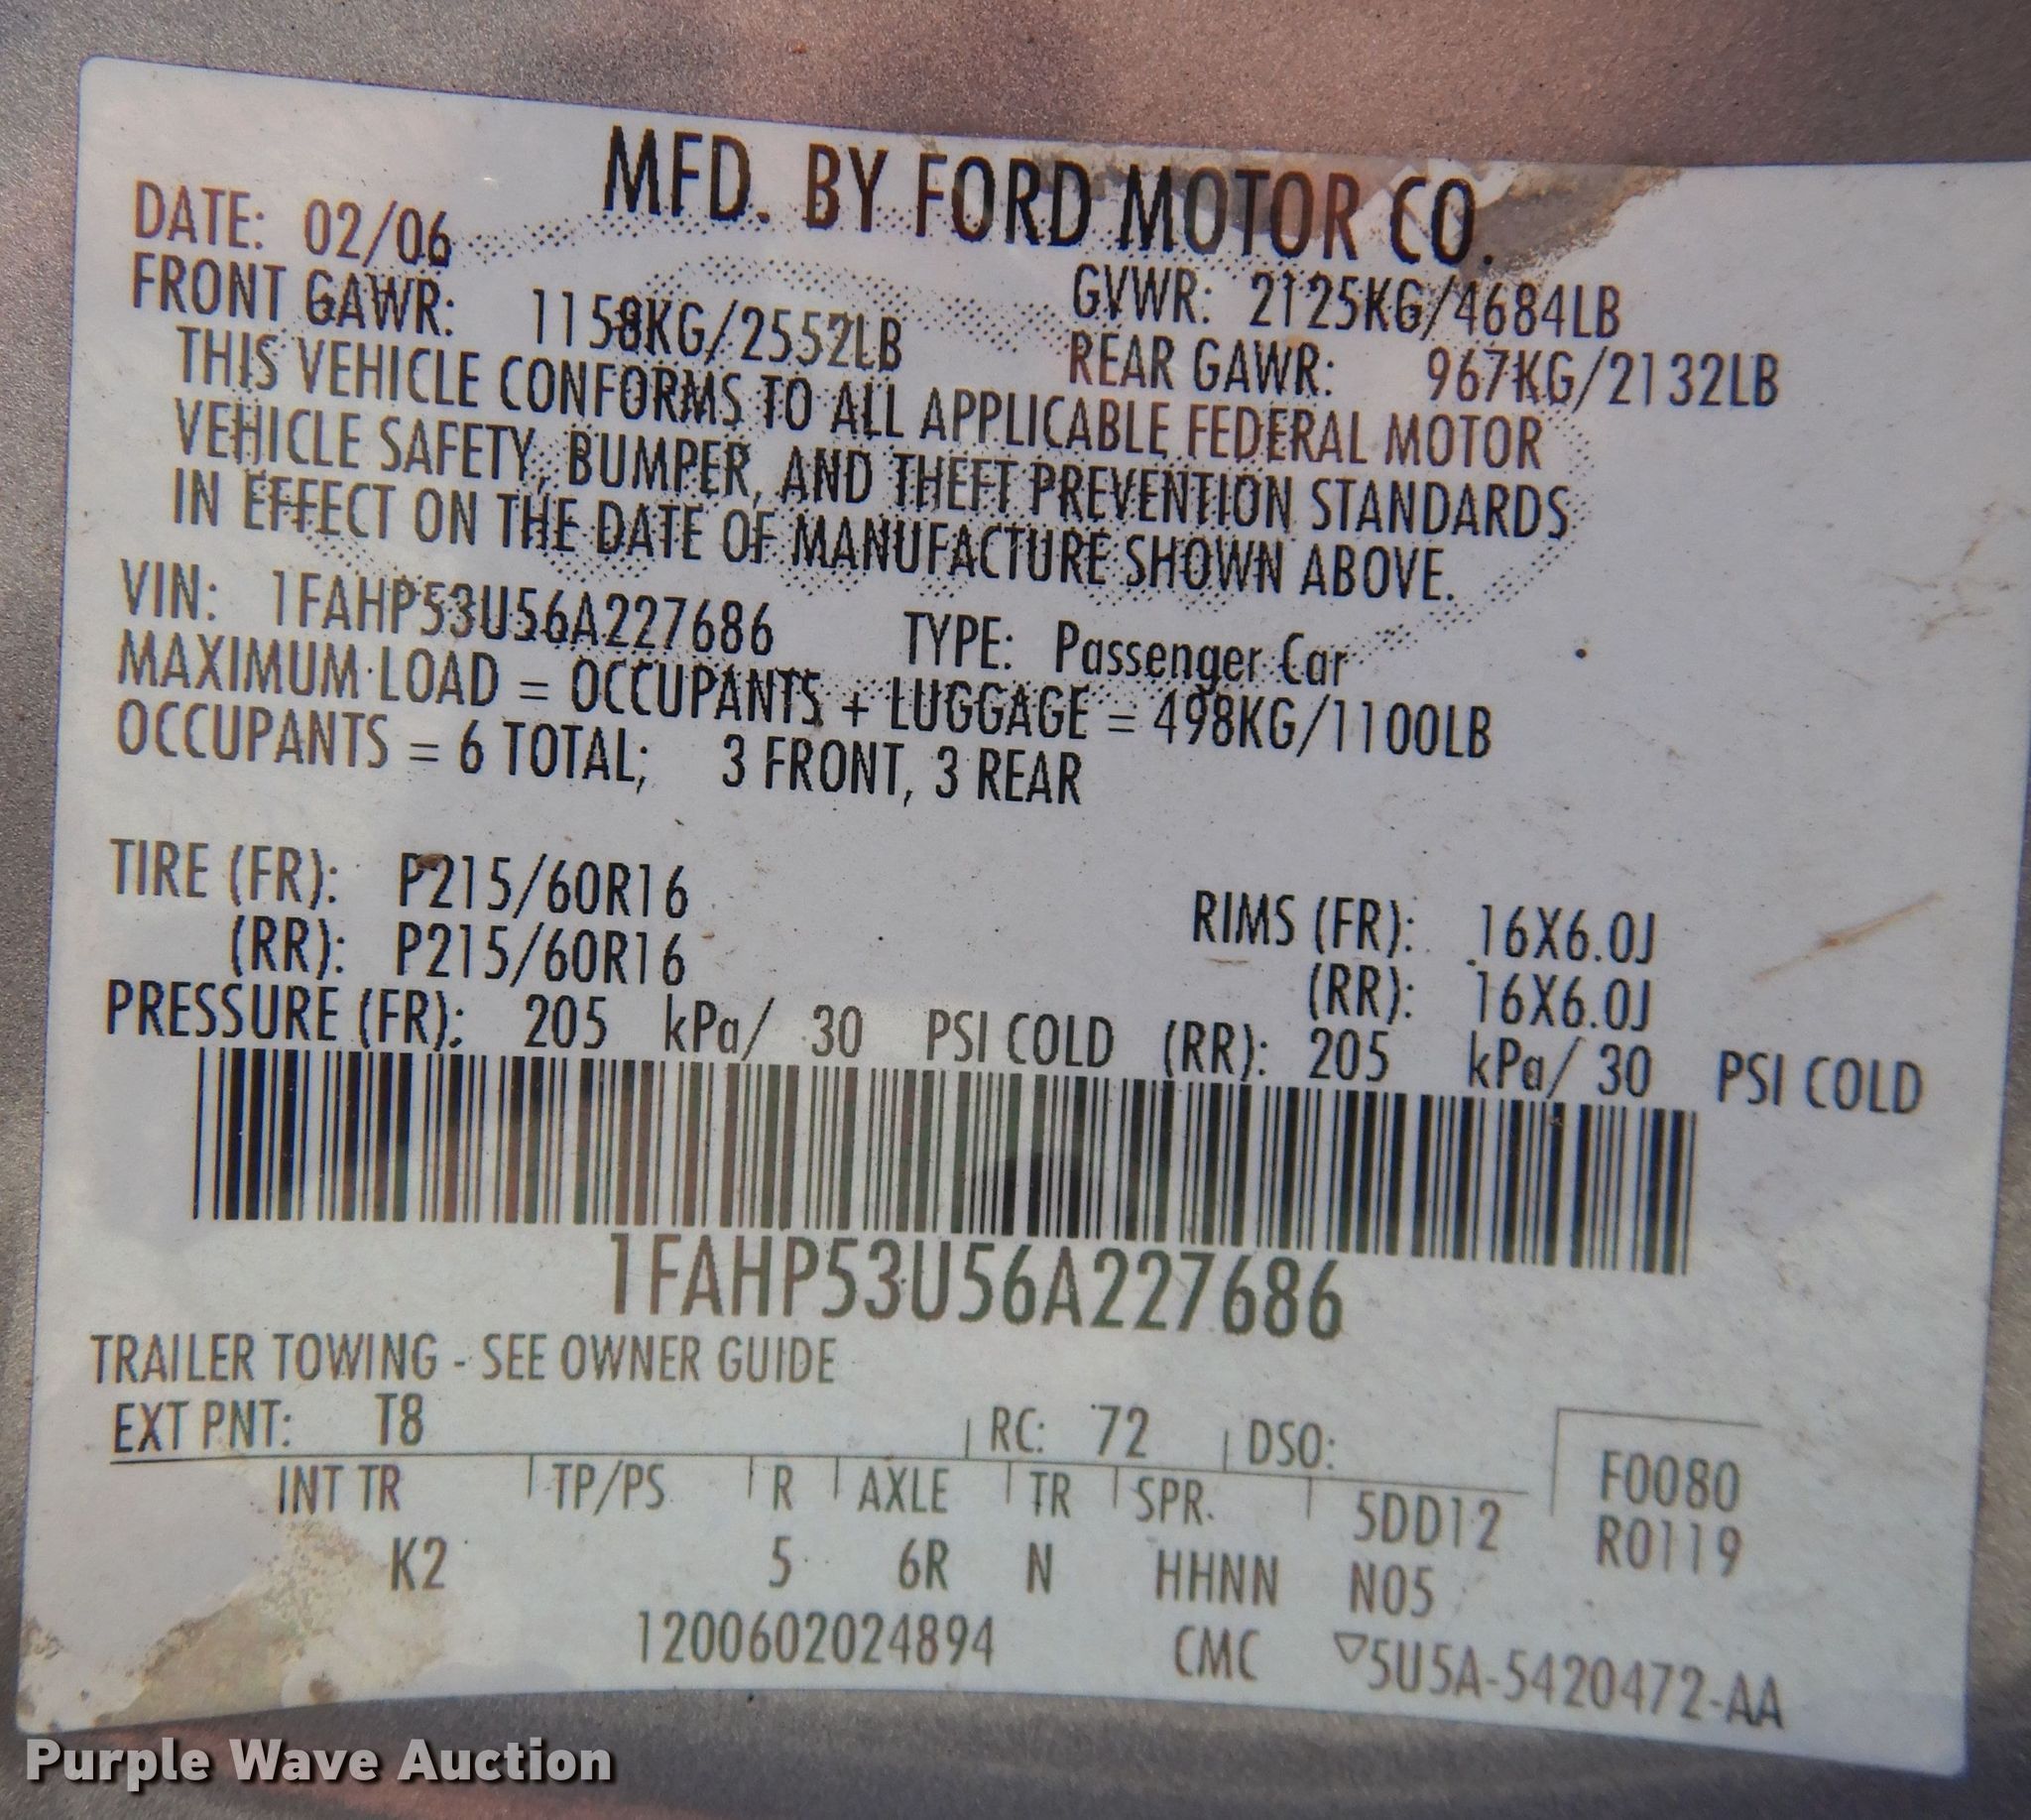 MFD. BY FORD MOTOR CO.
DATE: 02/06
GVWR: 2125KG/4684LB
FRONT GAWR: 1158KG/2552LB
REAR GAWR: 967KG/2132LB
THIS VEHICLE CONFORMS TO ALL APPLICABLE FEDERAL MOTOR
VEHICLE SAFETY, BUMPER, AND THEFT PREVENTION STANDARDS
IN EFFECT ON THE DATE OF MANUFACTURE SHOWN ABOVE.
VIN: 1FAHP53U56A227686 TYPE: Passenger Car
MAXIMUM LOAD = OCCUPANTS + LUGGAGE = 498KG/1100LB
OCCUPANTS = 6 TOTAL; 3 FRONT, 3 REAR
TIRE (FR): P215/60R16 RIMS (FR): 16X6.0J
(RR): P215/60R16 (RR): 16X6.0J
PRESSURE (FR): 205 kPa/ 30 PSI COLD (RR): 205 kPa/ 30 PSI COLD
1FAHP53U56A227686
TRAILER TOWING - SEE OWNER GUIDE
EXT PNT: T8 RC: 72 DSO:
F0080
R0119
INT TR TP/PS R AXLE TR SPR. 5DD12
K2 5 6R N HHNN N05
1200602024894 CMC ▽5U5A-5420472-AA
Purple Wave Auction